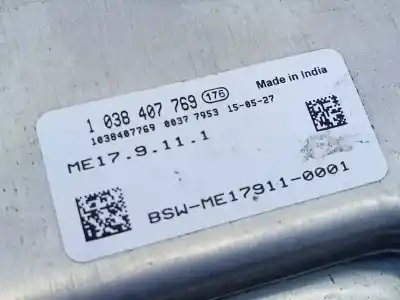 1 038 407 769 176 Made in India
1038407769 0037 7953 15-05-27
ME17.9.11.1
BSW-ME17911-0001